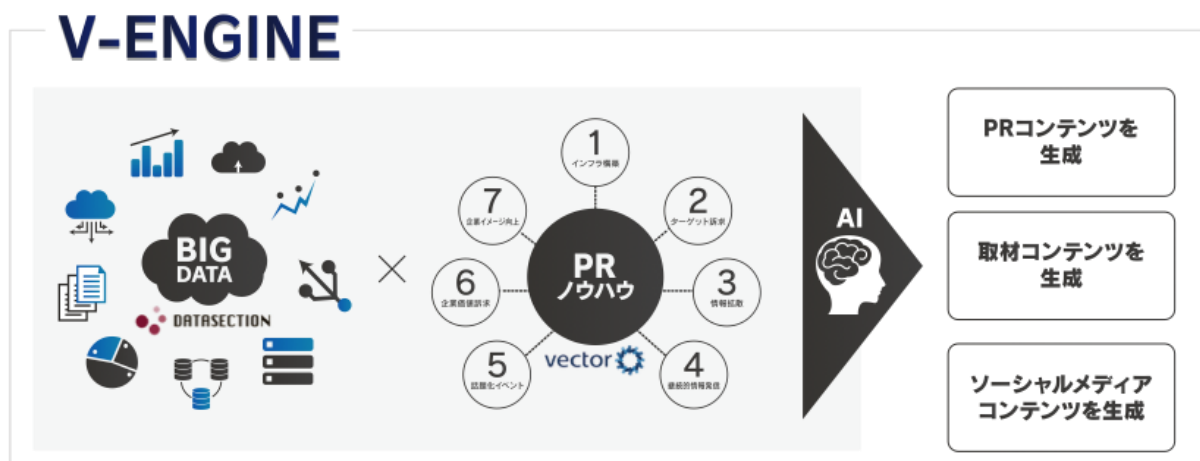 V-ENGINE
BIG
DATA
DATASECTION
×
1
インフラ構築
2
ターゲット訴求
3
情報拡散
4
継続的情報発信
5
話題化イベント
6
企業価値訴求
7
企業イメージ向上
PR
ノウハウ
vector
AI
PRコンテンツを
生成
取材コンテンツを
生成
ソーシャルメディア
コンテンツを生成